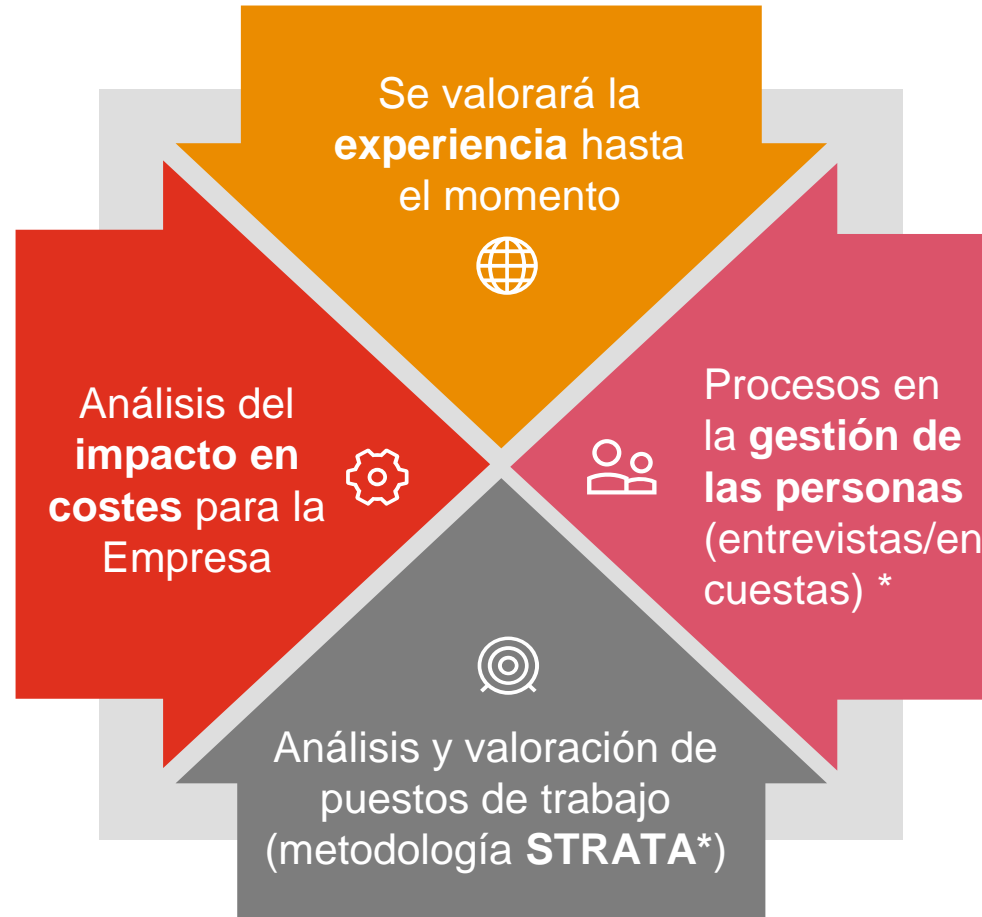 Se valorará la
experiencia hasta
el momento
Análisis del
impacto en
costes para la
Empresa
Procesos en
la gestión de
las personas
(entrevistas/en
cuestas) *
Análisis y valoración de
puestos de trabajo
(metodología STRATA*)